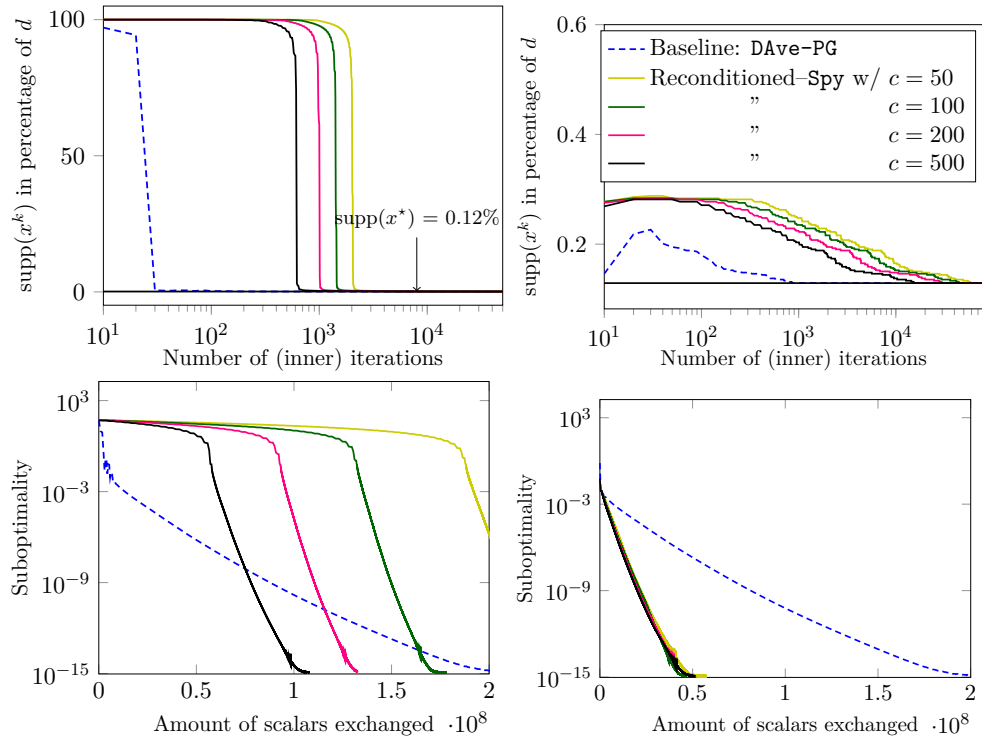 supp(x^k) in percentage of d
100
50
0
supp(x^⋆) = 0.12%
10^1
10^2
10^3
10^4
Number of (inner) iterations
supp(x^k) in percentage of d
0.6
0.4
0.2
Baseline: DAve-PG
Reconditioned–Spy w/ c = 50
” c = 100
” c = 200
” c = 500
10^1
10^2
10^3
10^4
Number of (inner) iterations
Suboptimality
10^3
10^−3
10^−9
10^−15
0
0.5
1
1.5
2
Amount of scalars exchanged ·10^8
Suboptimality
10^3
10^−3
10^−9
10^−15
0
0.5
1
1.5
2
Amount of scalars exchanged ·10^8